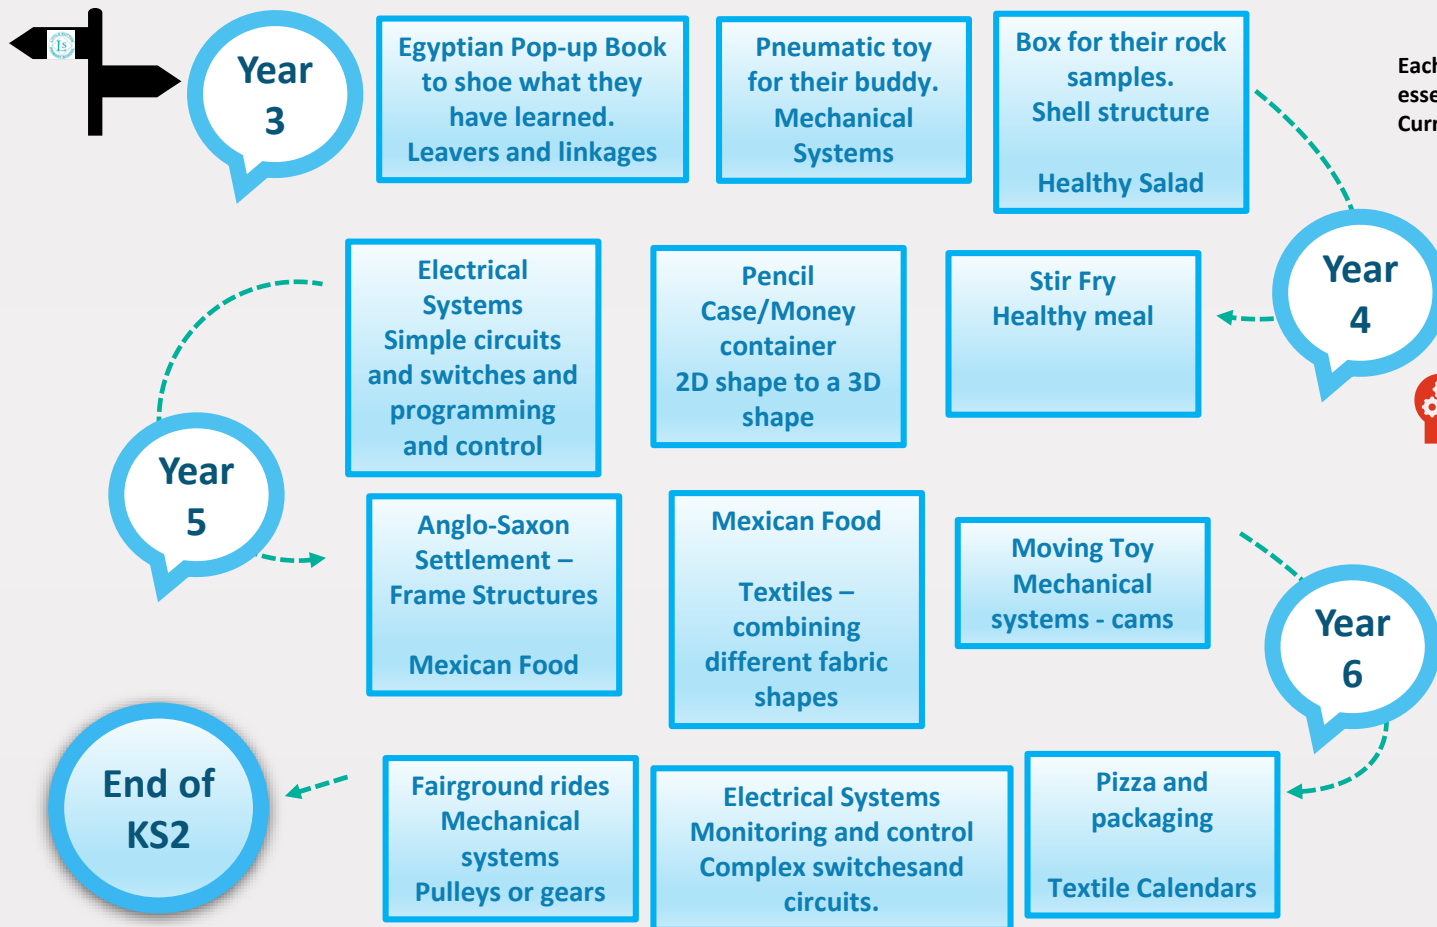 Year
3
Egyptian Pop-up Book
to shoe what they
have learned.
Leavers and linkages
Pneumatic toy
for their buddy.
Mechanical
Systems
Box for their rock
samples.
Shell structure
Healthy Salad
Each
esse
Curr
Year
4
Stir Fry
Healthy meal
Pencil
Case/Money
container
2D shape to a 3D
shape
Electrical
Systems
Simple circuits
and switches and
programming
and control
Year
5
Anglo-Saxon
Settlement –
Frame Structures
Mexican Food
Mexican Food
Textiles –
combining
different fabric
shapes
Moving Toy
Mechanical
systems - cams
Year
6
Pizza and
packaging
Textile Calendars
Electrical Systems
Monitoring and control
Complex switchesand
circuits.
Fairground rides
Mechanical
systems
Pulleys or gears
End of
KS2